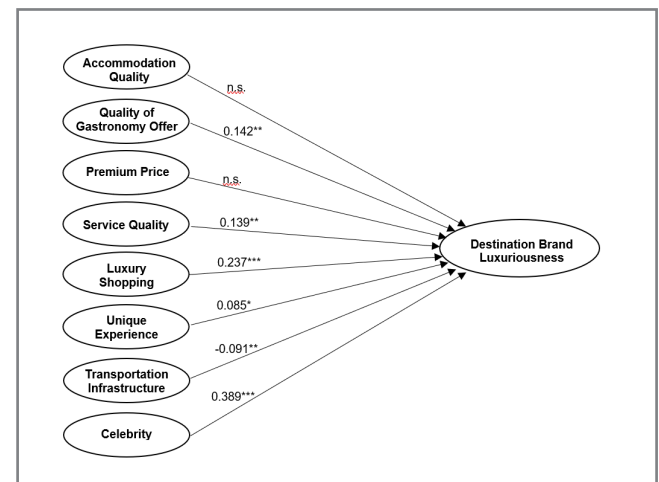 Accommodation
Quality
n.s.
Quality of
Gastronomy Offer
0.142**
Premium Price
n.s.
Service Quality
0.139**
Luxury
Shopping
0.237***
Unique
Experience
0.085*
Transportation
Infrastructure
-0.091**
Celebrity
0.389***
Destination Brand
Luxuriousness